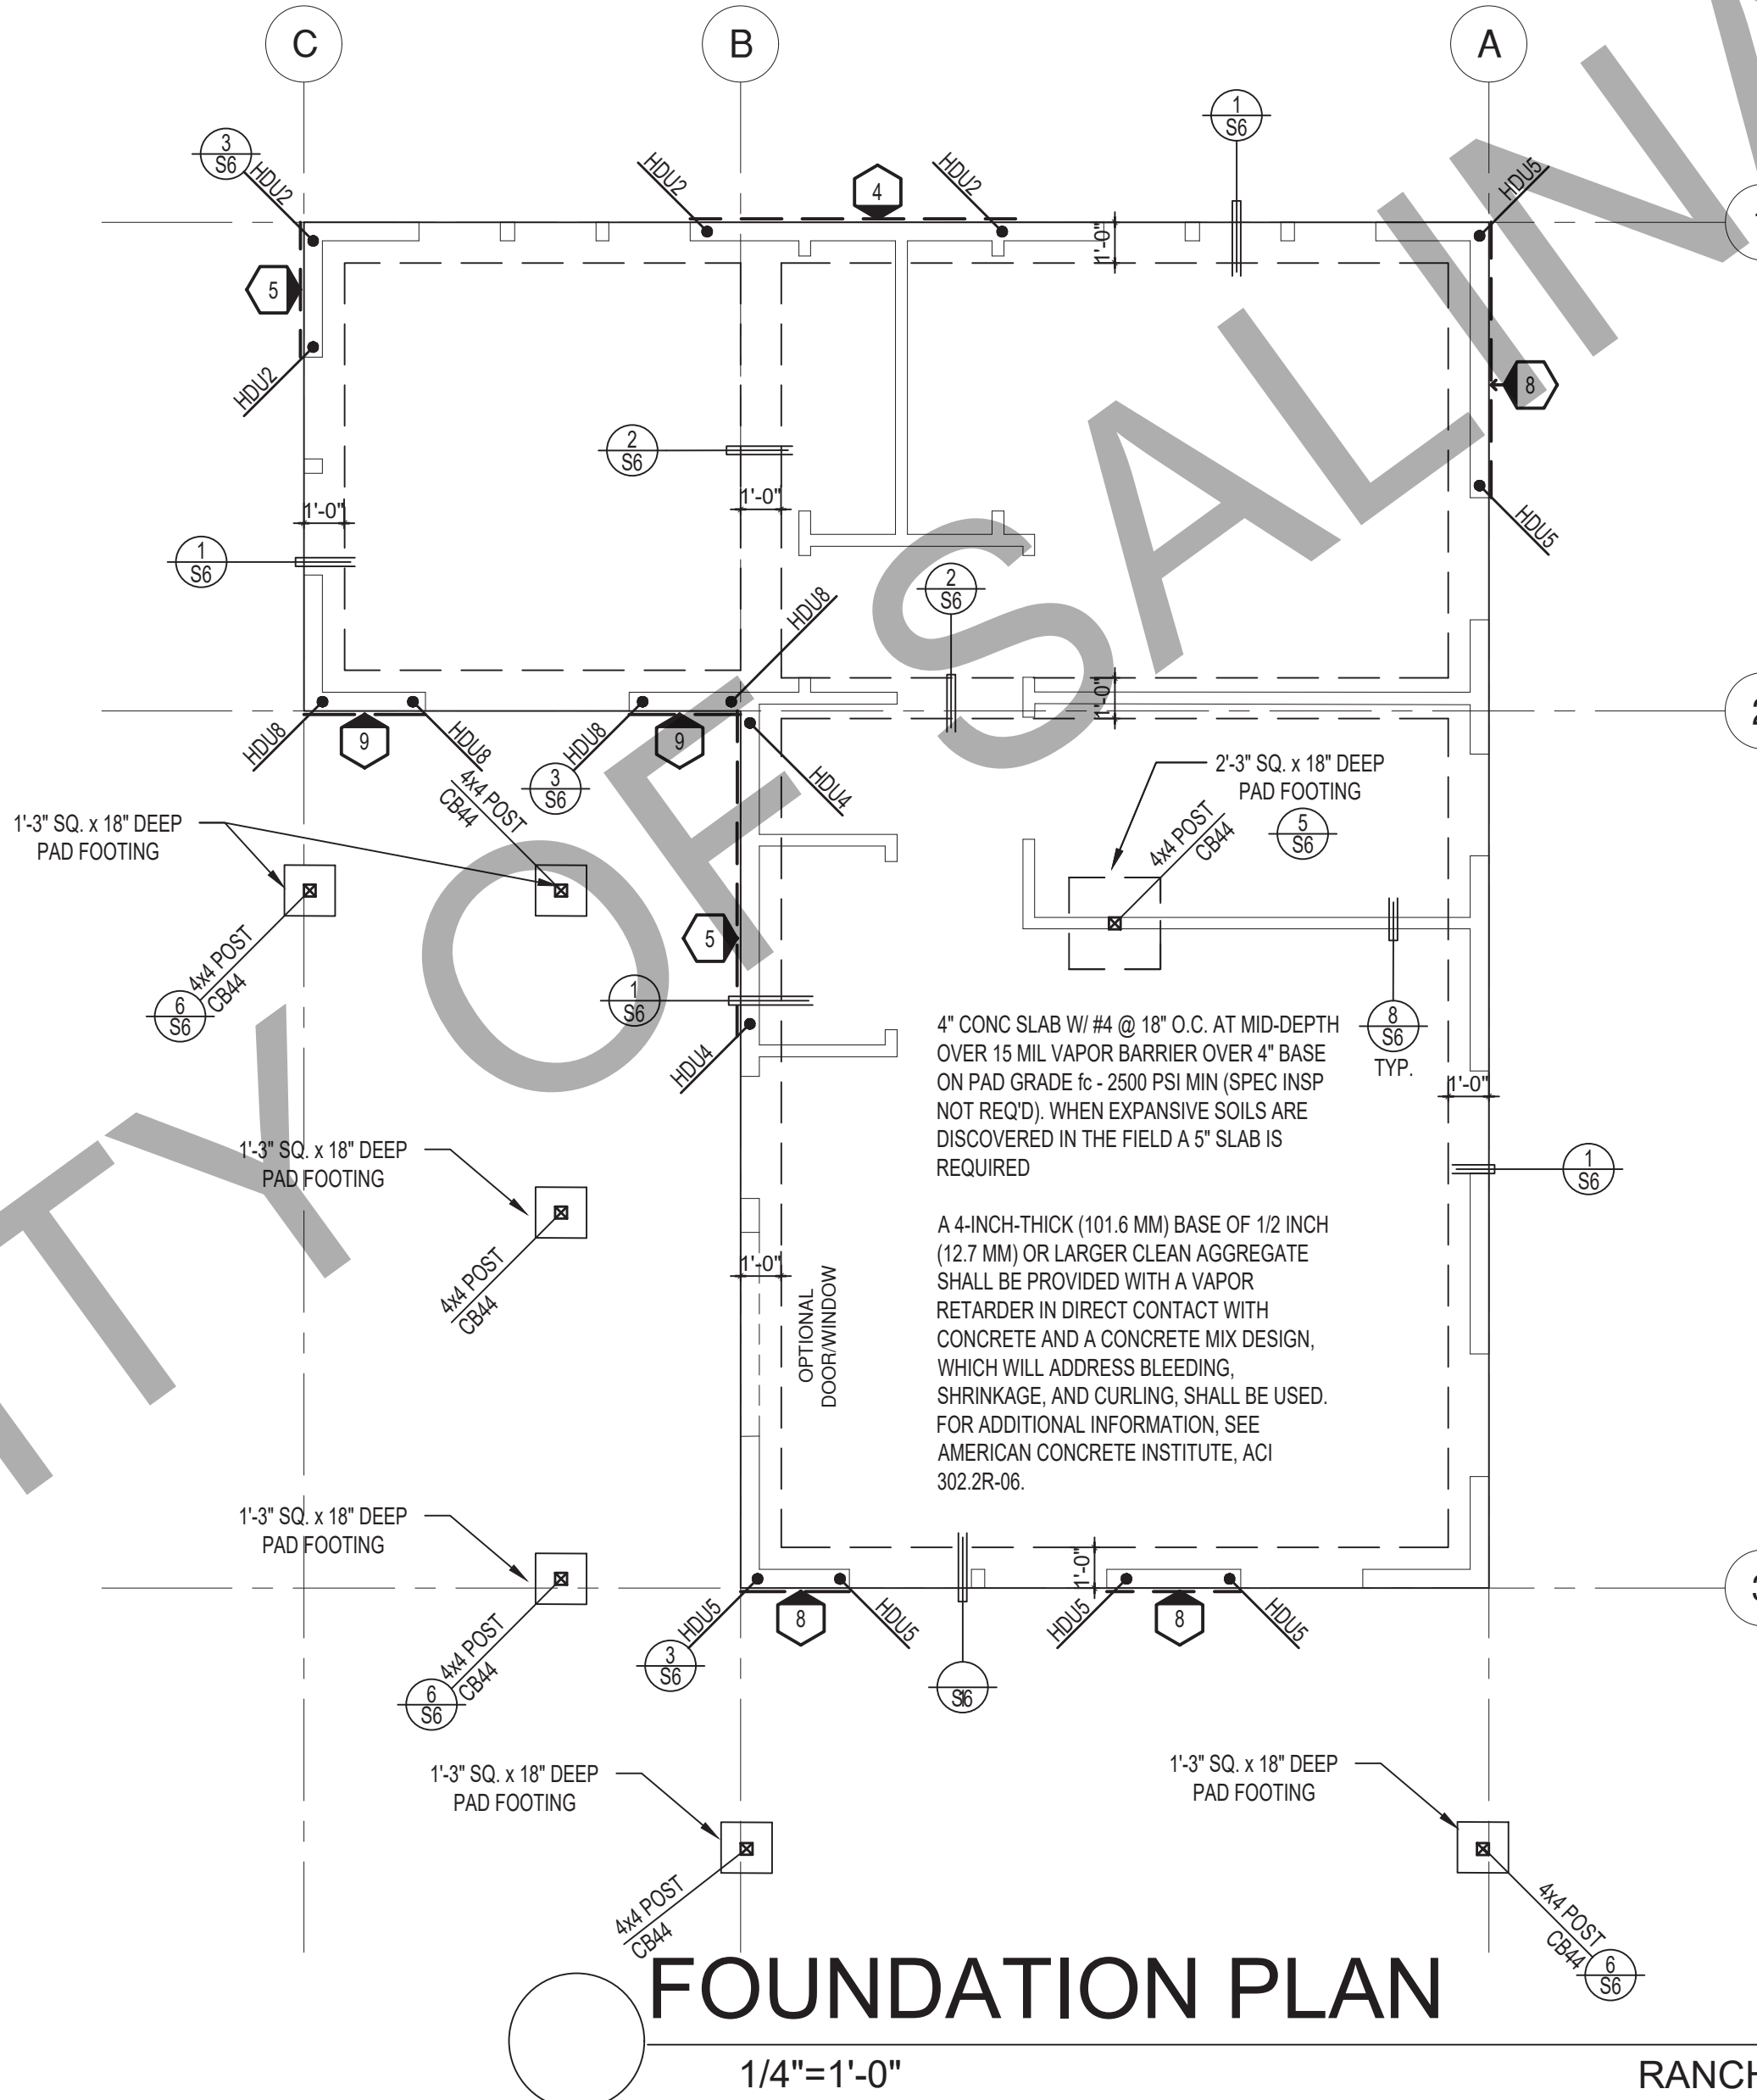 C
B
A
1
S6
3
S6
HDU2
HDU2
4
HDU2
HDU5
1'-0"
5
8
HDU2
2
S6
1'-0"
1'-0"
HDU5
1
S6
2
S6
HDU8
1'-0"
2
HDU8
9
HDU8
HDU8
9
3
S6
HDU4
4x4 POST
CB44
2'-3" SQ. x 18" DEEP
PAD FOOTING
5
S6
4x4 POST
CB44
1'-3" SQ. x 18" DEEP
PAD FOOTING
5
4x4 POST
CB44
6
S6
1
S6
HDU4
4" CONC SLAB W/ #4 @ 18" O.C. AT MID-DEPTH
OVER 15 MIL VAPOR BARRIER OVER 4" BASE
ON PAD GRADE fc - 2500 PSI MIN (SPEC INSP
NOT REQ'D). WHEN EXPANSIVE SOILS ARE
DISCOVERED IN THE FIELD A 5" SLAB IS
REQUIRED
8
S6
TYP.
1'-0"
1'-3" SQ. x 18" DEEP
PAD FOOTING
1
S6
4x4 POST
CB44
A 4-INCH-THICK (101.6 MM) BASE OF 1/2 INCH
(12.7 MM) OR LARGER CLEAN AGGREGATE
SHALL BE PROVIDED WITH A VAPOR
RETARDER IN DIRECT CONTACT WITH
CONCRETE AND A CONCRETE MIX DESIGN,
WHICH WILL ADDRESS BLEEDING,
SHRINKAGE, AND CURLING, SHALL BE USED.
FOR ADDITIONAL INFORMATION, SEE
AMERICAN CONCRETE INSTITUTE, ACI
302.2R-06.
1'-0"
OPTIONAL
DOOR/WINDOW
1'-3" SQ. x 18" DEEP
PAD FOOTING
1'-0"
3
4x4 POST
CB44
6
S6
HDU5
8
HDU5
3
S6
HDU5
8
HDU5
S6
1'-3" SQ. x 18" DEEP
PAD FOOTING
1'-3" SQ. x 18" DEEP
PAD FOOTING
4x4 POST
CB44
4x4 POST
CB44
6
S6
FOUNDATION PLAN
1/4"=1'-0"
RANCH
OF